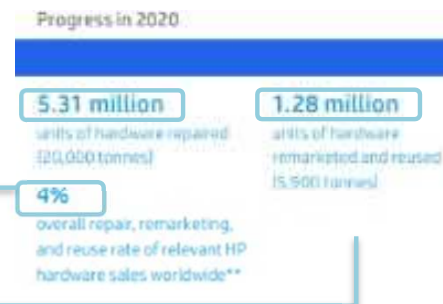 Progress in 2020
5.31 million
units of hardware repaired
(20,000 tonnes)
4%
overall repair, remarketing,
and reuse rate of relevant HP
hardware sales worldwide**
1.28 million
units of hardware
remarketed and reused
(5,900 tonnes)